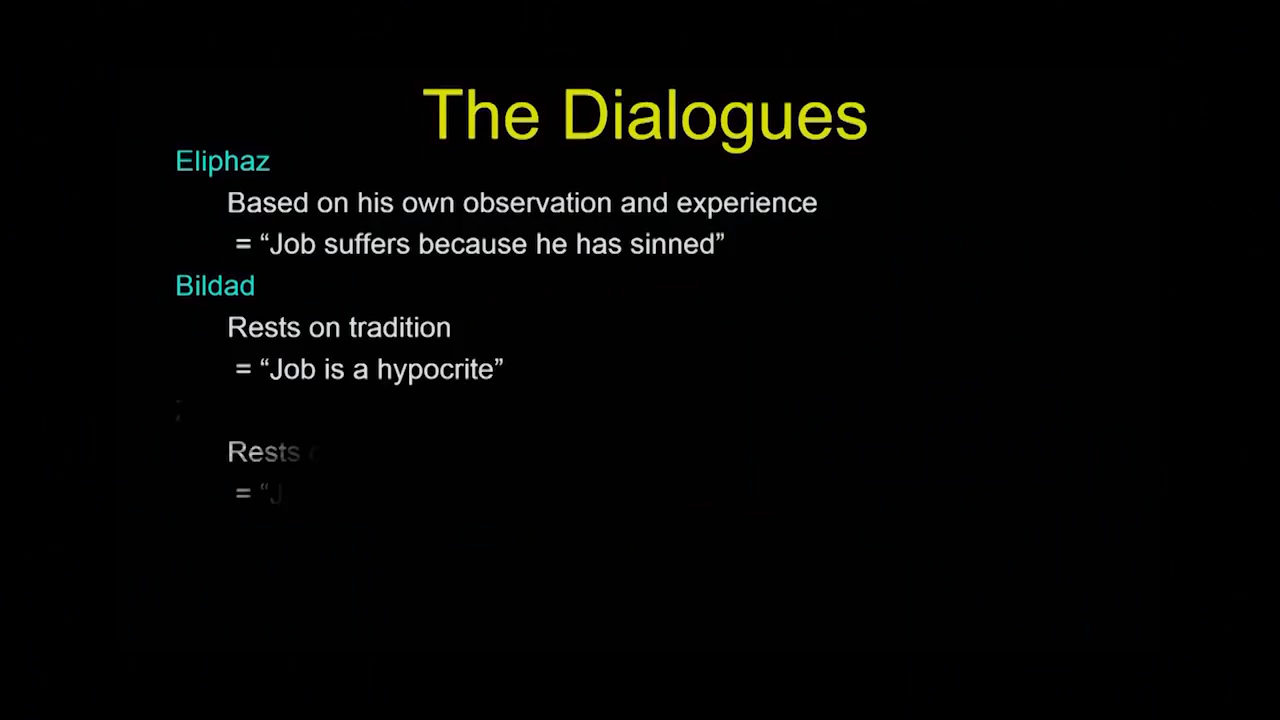 The Dialogues
Eliphaz
Based on his own observation and experience
= “Job suffers because he has sinned”
Bildad
Rests on tradition
= “Job is a hypocrite”
Rests
= “J